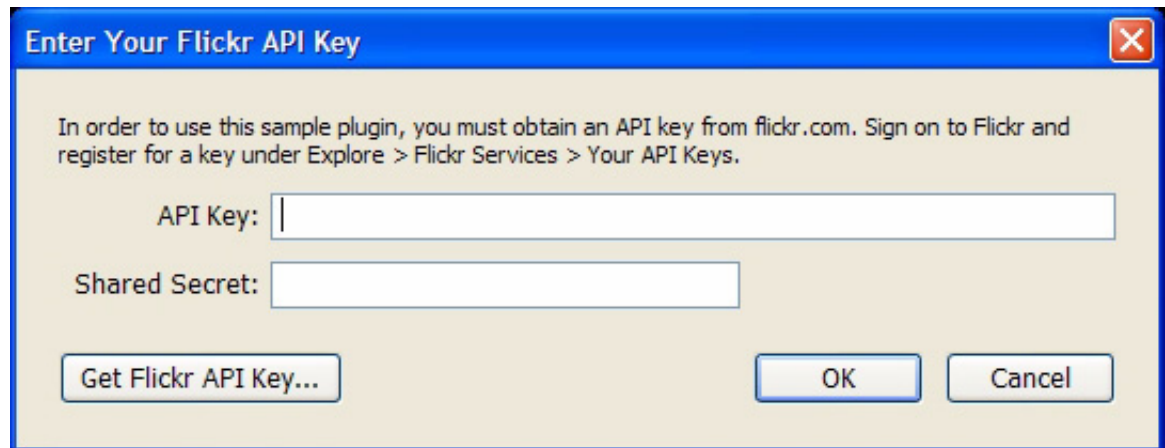 Enter Your Flickr API Key
In order to use this sample plugin, you must obtain an API key from flickr.com. Sign on to Flickr and
register for a key under Explore > Flickr Services > Your API Keys.
API Key:
Shared Secret:
Get Flickr API Key...
OK
Cancel